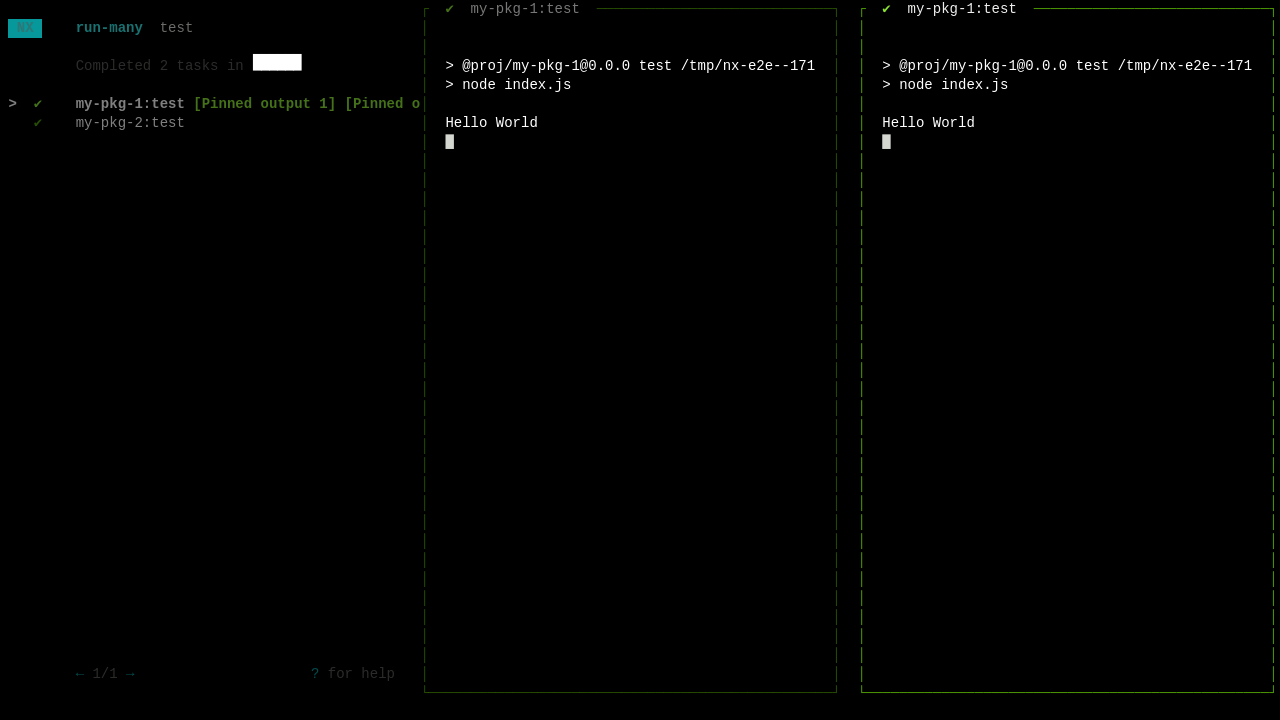 NX run-many test
Completed 2 tasks in
> ✔ my-pkg-1:test [Pinned output 1] [Pinned o
✔ my-pkg-2:test
← 1/1 → ? for help
✔ my-pkg-1:test
> @proj/my-pkg-1@0.0.0 test /tmp/nx-e2e--171
> node index.js
Hello World
✔ my-pkg-1:test
> @proj/my-pkg-1@0.0.0 test /tmp/nx-e2e--171
> node index.js
Hello World